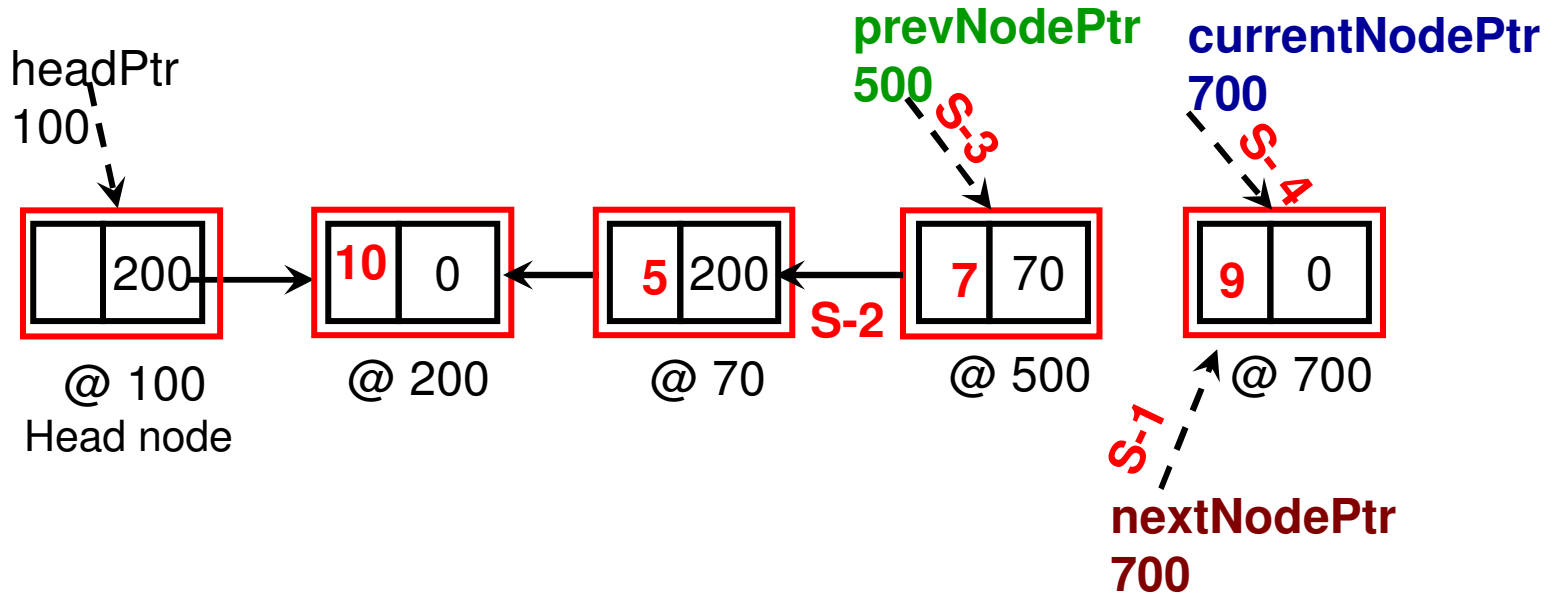 prevNodePtr
500
currentNodePtr
700
headPtr
100
S-3
S- 4
200
10
0
5
200
7
70
9
0
S-2
@ 100
Head node
@ 200
@ 70
@ 500
@ 700
S-1
nextNodePtr
700